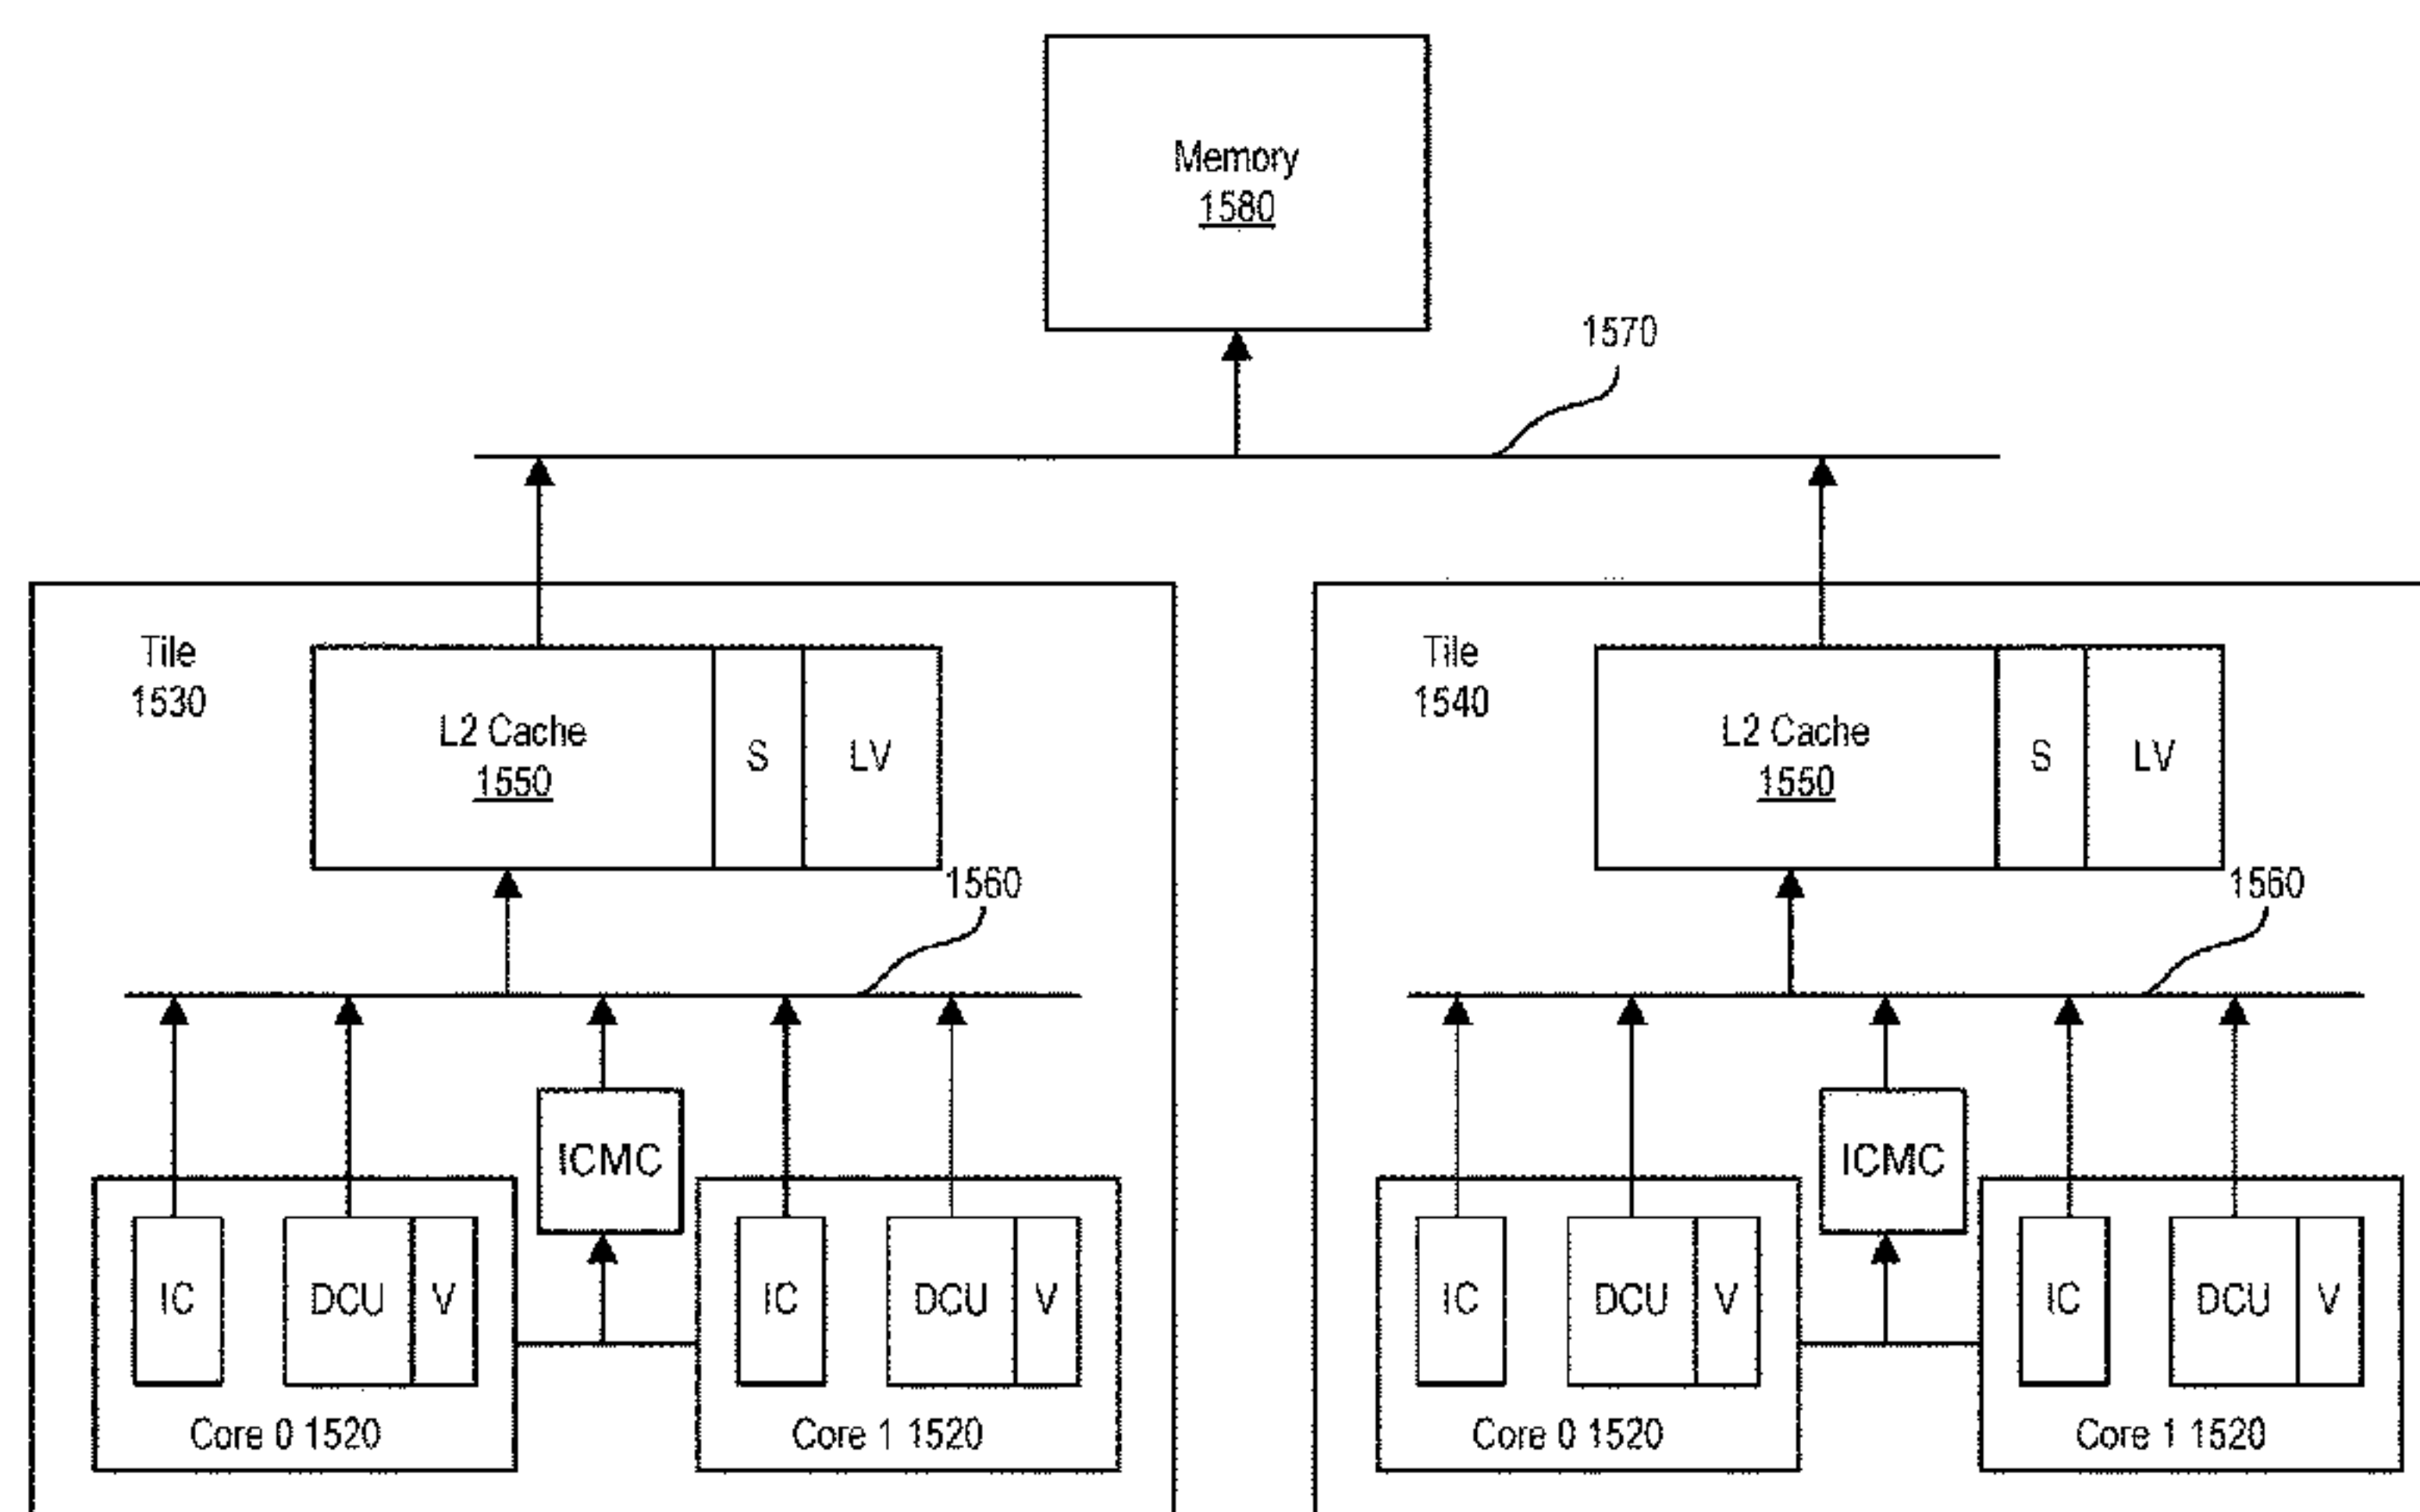 Memory
1580
1570
Tile
1530
L2 Cache
1550
S
LV
1560
Tile
1540
L2 Cache
1550
S
LV
1560
ICMC
IC
DCU
V
Core 0 1520
IC
DCU
V
Core 1 1520
ICMC
IC
DCU
V
Core 0 1520
IC
DCU
V
Core 1 1520